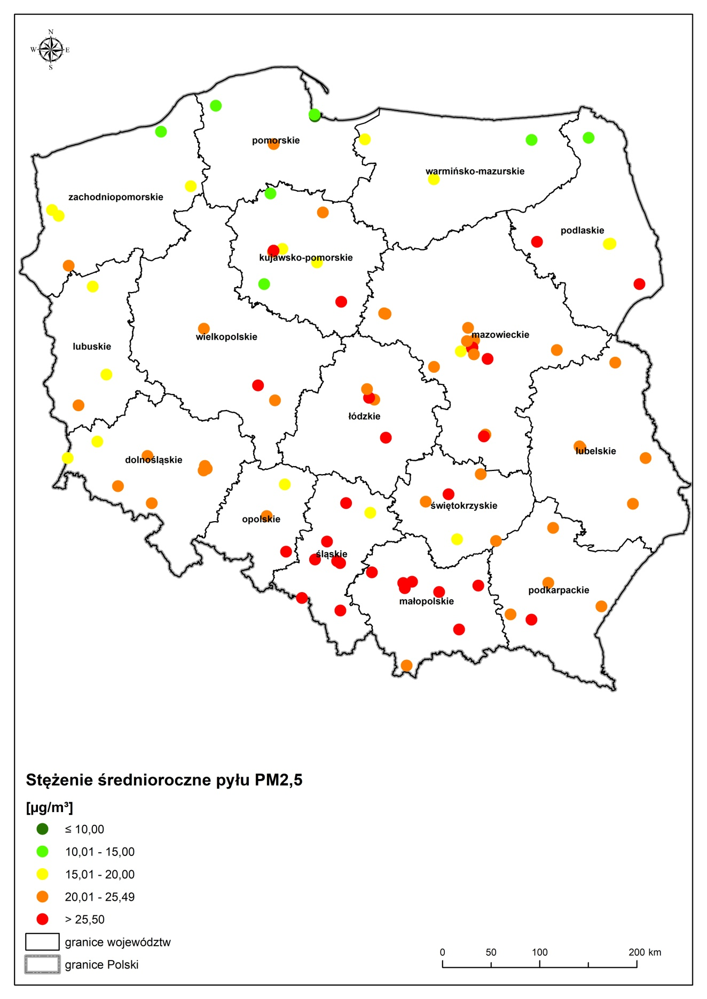 N
W E
S
pomorskie
warmińsko-mazurskie
zachodniopomorskie
podlaskie
kujawsko-pomorskie
mazowieckie
wielkopolskie
lubuskie
łódzkie
lubelskie
dolnośląskie
świętokrzyskie
opolskie
śląskie
podkarpackie
małopolskie
Stężenie średnioroczne pyłu PM2,5
[µg/m³]
≤ 10,00
10,01 - 15,00
15,01 - 20,00
20,01 - 25,49
> 25,50
granice województw
granice Polski
0 50 100 200 km